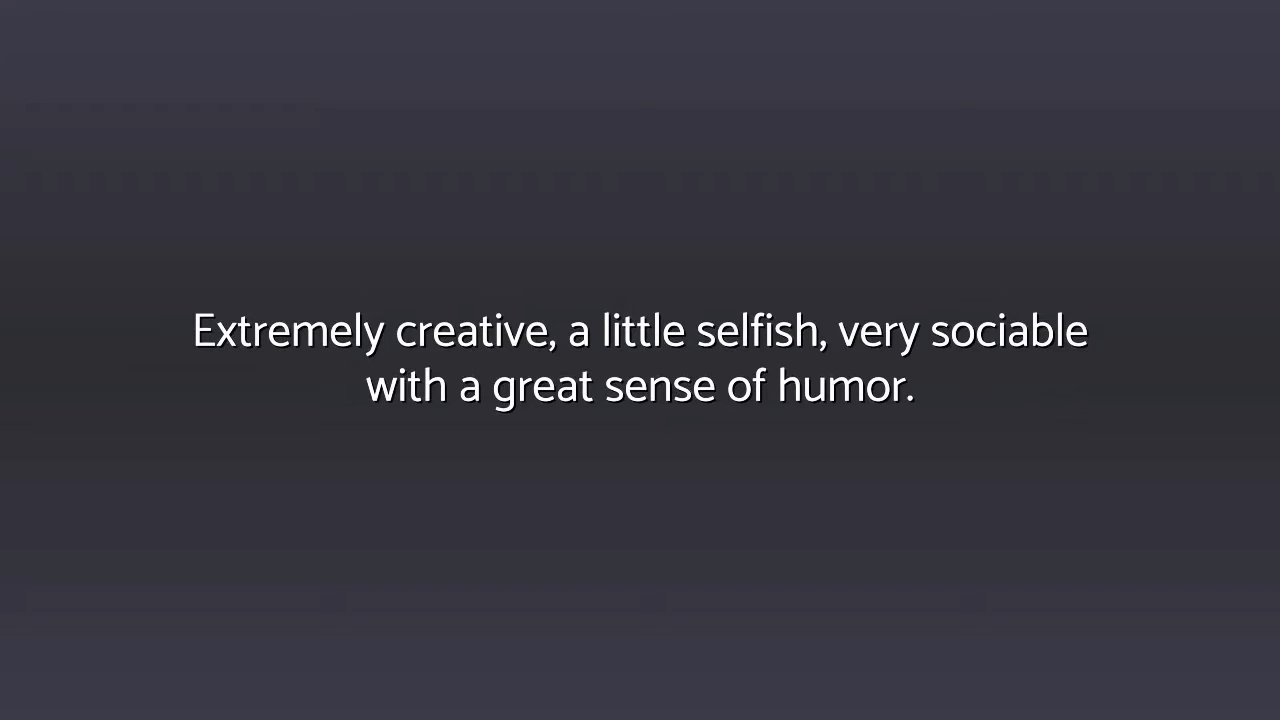 Extremely creative, a little selfish, very sociable
with a great sense of humor.